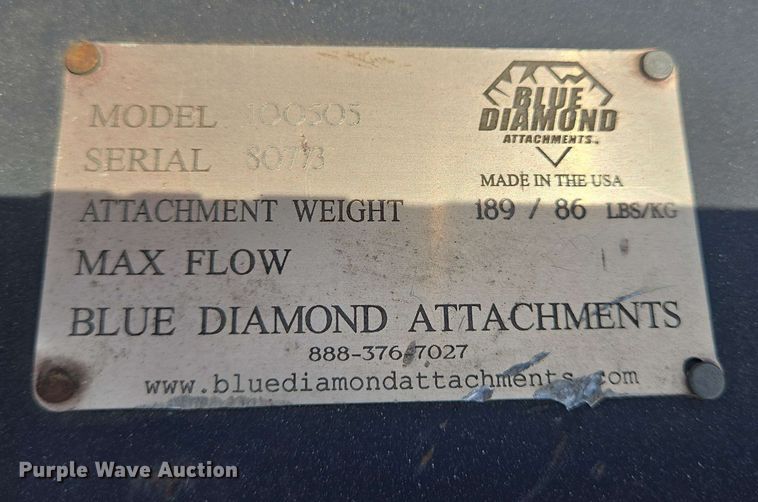 MODEL 100505
SERIAL 80773
BLUE
DIAMOND
ATTACHMENTS
MADE IN THE USA
ATTACHMENT WEIGHT 189 / 86 LBS/KG
MAX FLOW
BLUE DIAMOND ATTACHMENTS
888-376-7027
www.bluediamondattachments.com
Purple Wave Auction